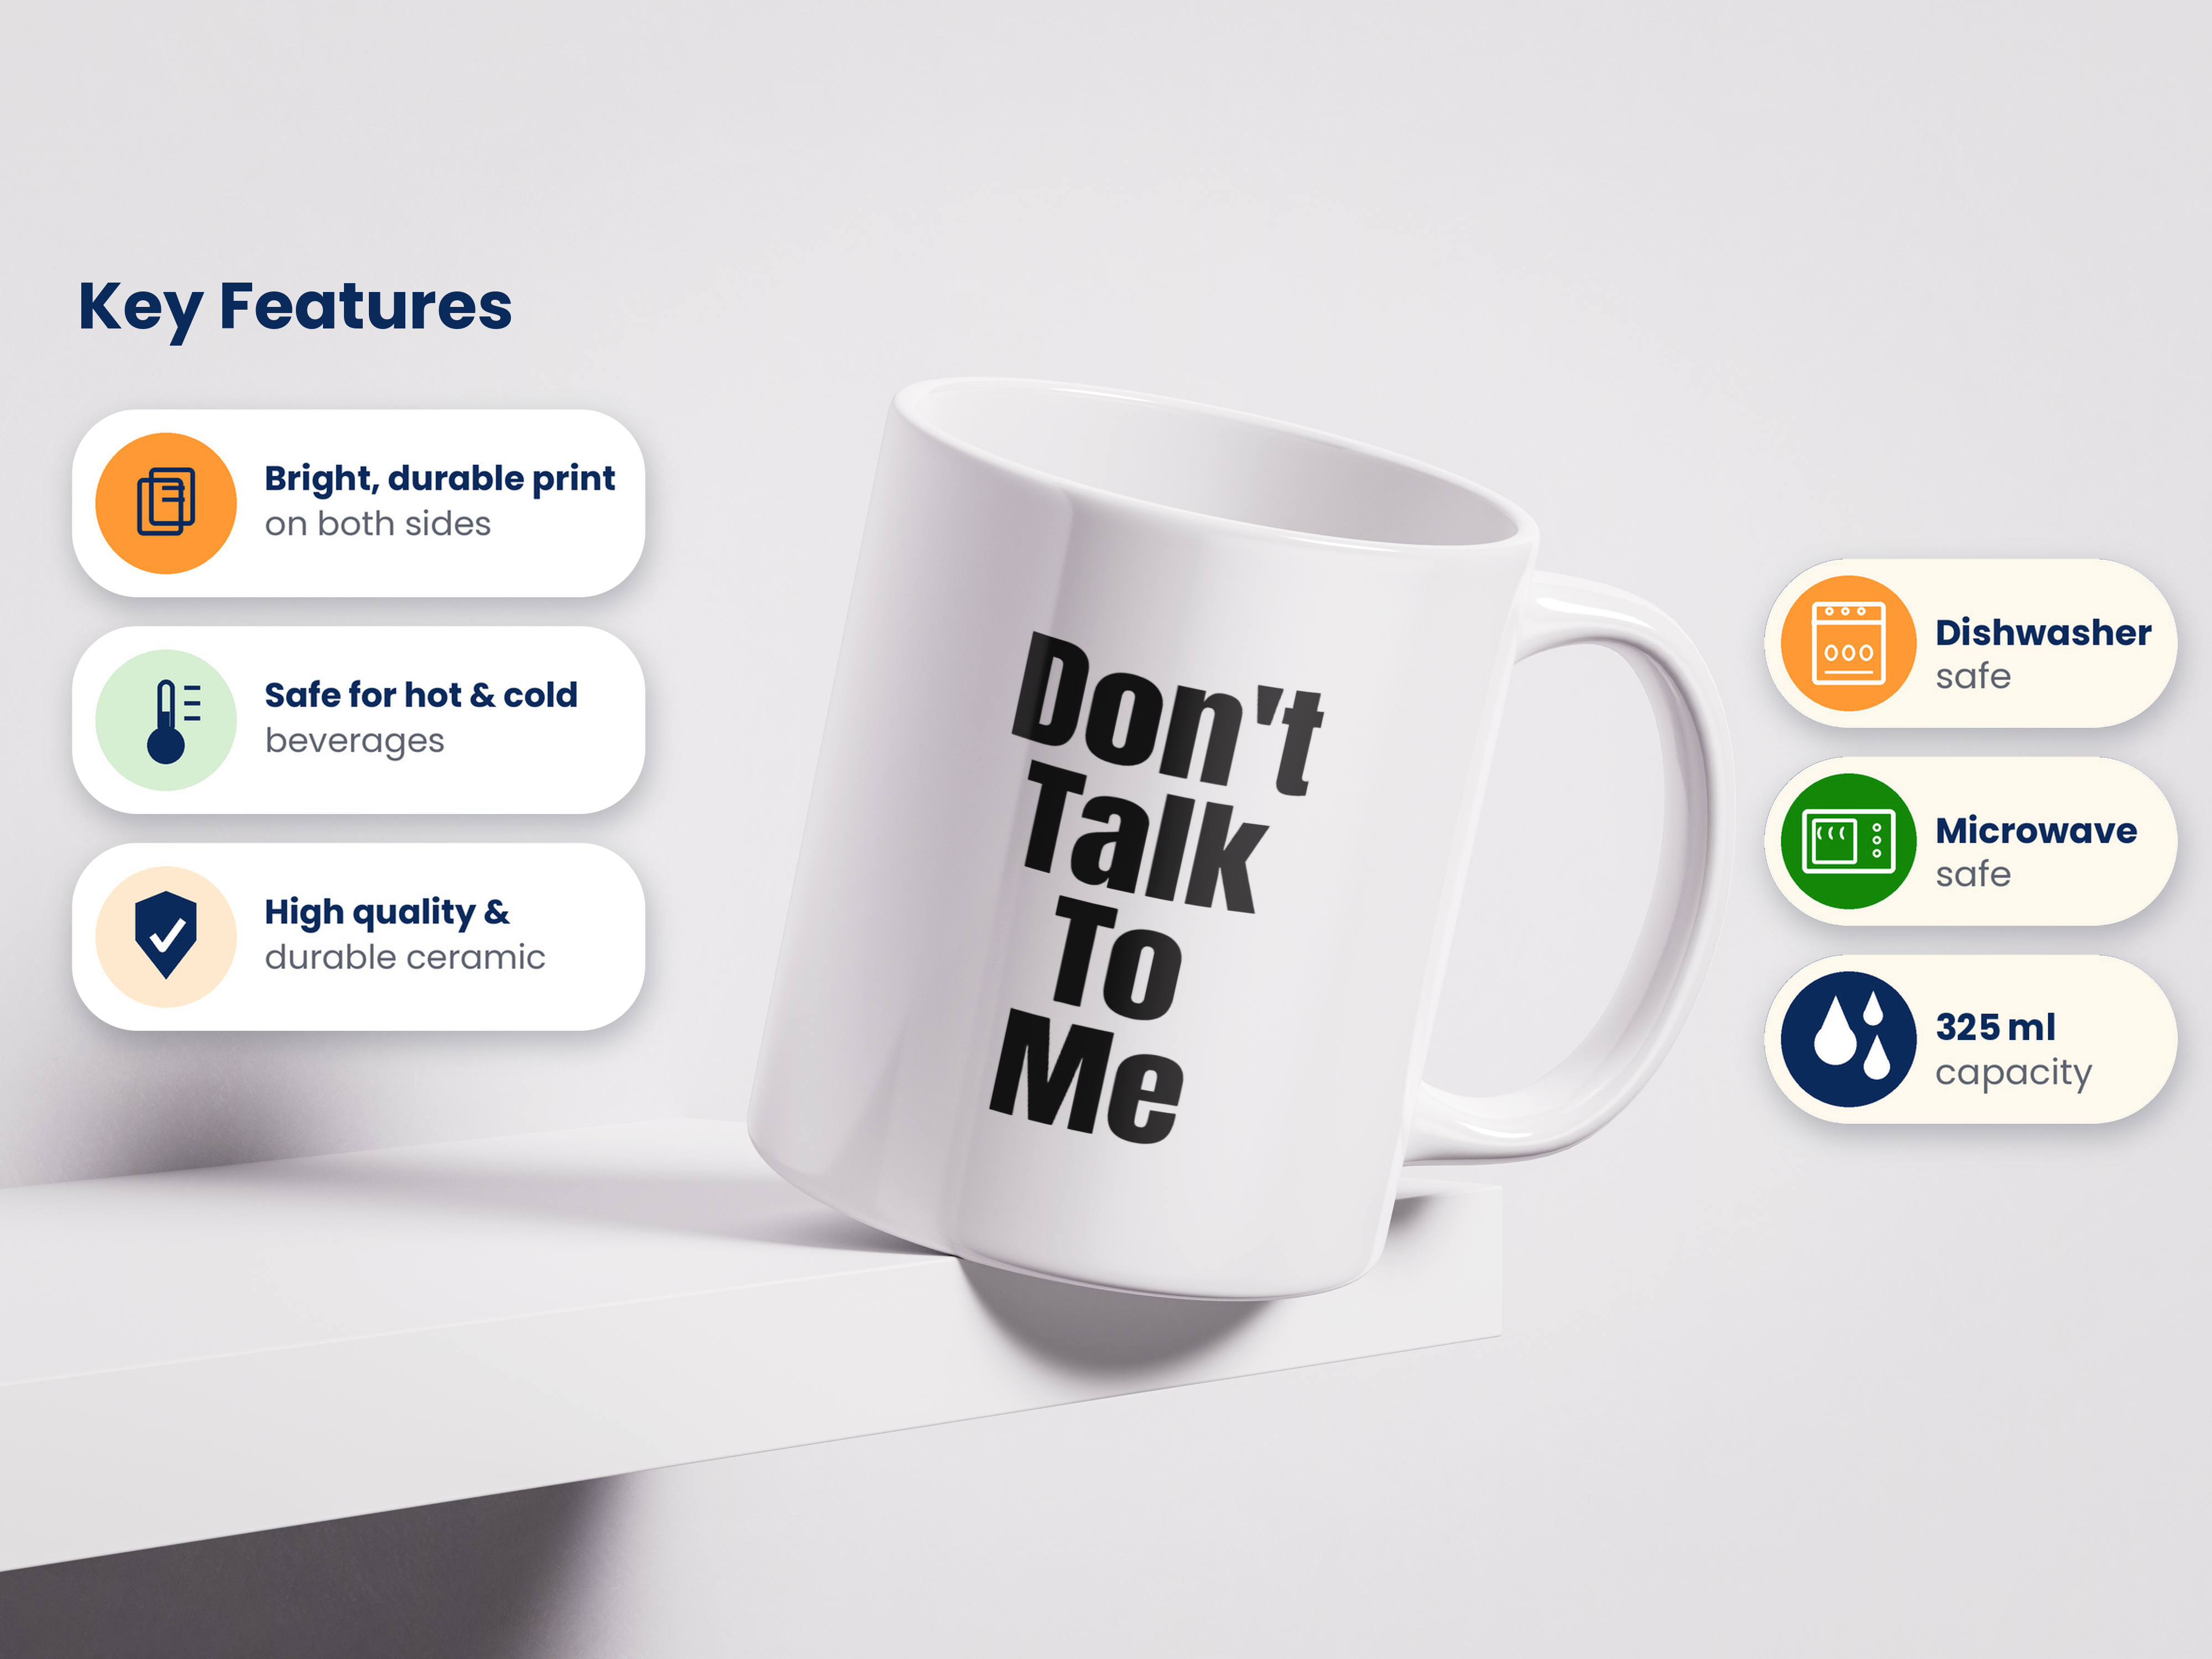 Key Features
Bright, durable print
on both sides
Safe for hot & cold
beverages
High quality &
durable ceramic
Don't
Talk
To
Me
Dishwasher
safe
Microwave
safe
325 ml
capacity